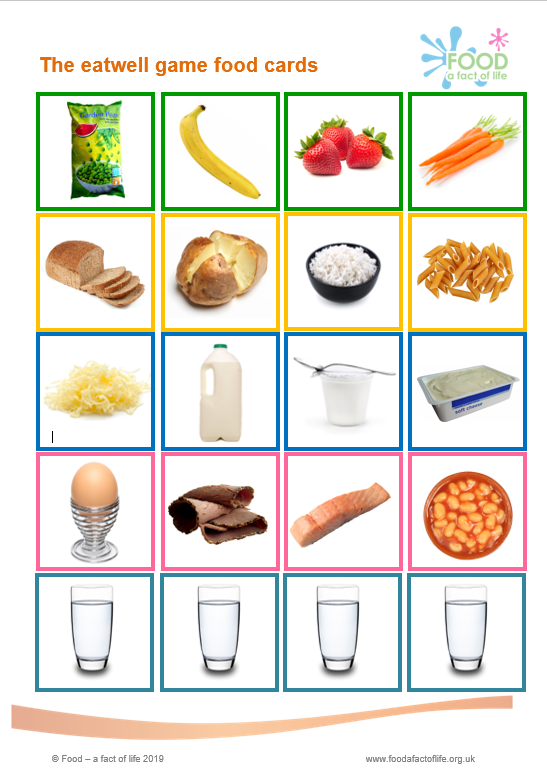 The eatwell game food cards
FOOD
a fact of life
Garden Peas
soft cheese
© Food – a fact of life 2019
www.foodafactoflife.org.uk